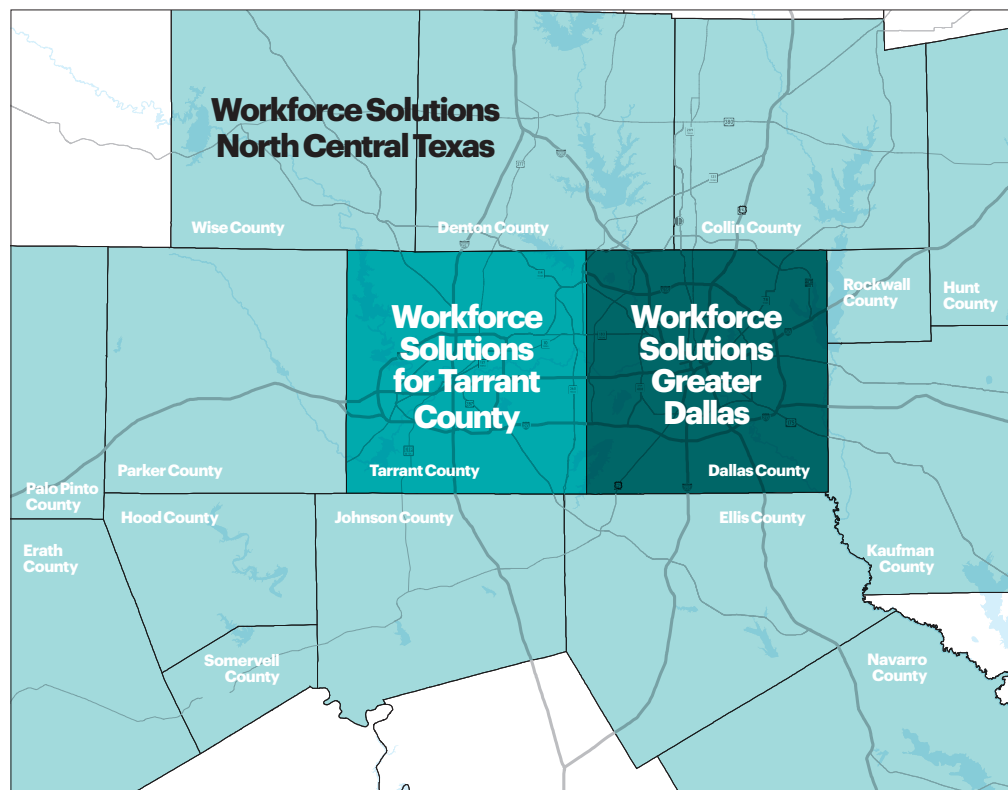 Workforce Solutions
North Central Texas
Wise County
Denton County
Collin County
Rockwall
County
Hunt
County
Workforce
Solutions
for Tarrant
County
Workforce
Solutions
Greater
Dallas
Tarrant County
Dallas County
Parker County
Palo Pinto
County
Hood County
Johnson County
Ellis County
Erath
County
Kaufman
County
Somervell
County
Navarro
County